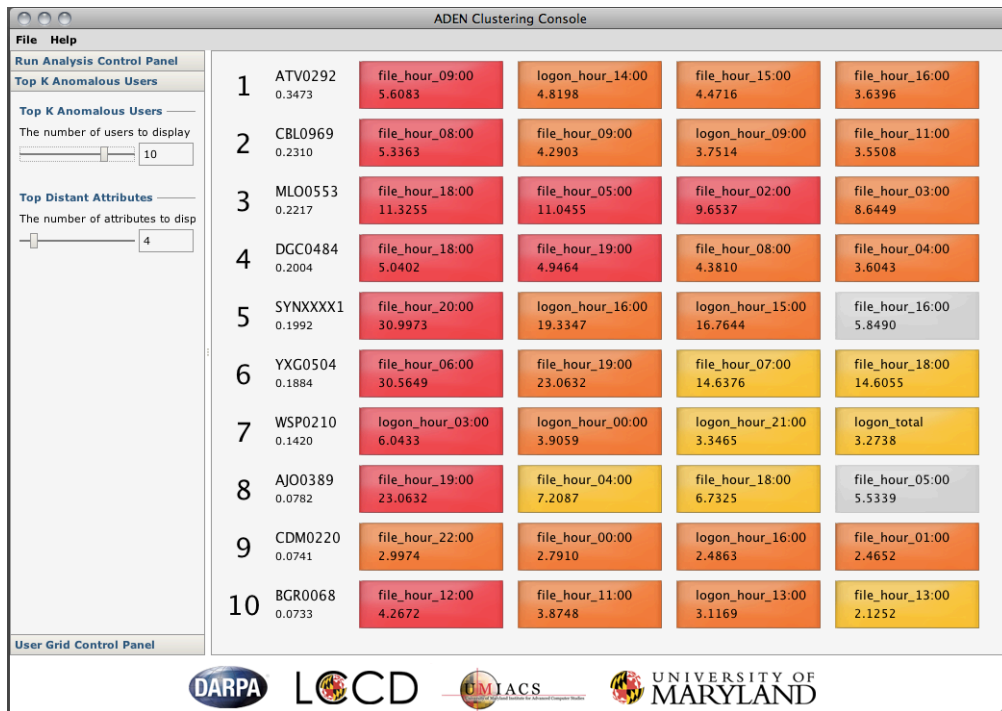 ADEN Clustering Console
File Help
Run Analysis Control Panel
Top K Anomalous Users
Top K Anomalous Users
The number of users to display
10
Top Distant Attributes
The number of attributes to disp
4
User Grid Control Panel
1 ATV0292 file_hour_09:00 logon_hour_14:00 file_hour_15:00 file_hour_16:00
0.3473 5.6083 4.8198 4.4716 3.6396
2 CBL0969 file_hour_08:00 file_hour_09:00 logon_hour_09:00 file_hour_11:00
0.2310 5.3363 4.2903 3.7514 3.5508
3 MLO0553 file_hour_18:00 file_hour_05:00 file_hour_02:00 file_hour_03:00
0.2217 11.3255 11.0455 9.6537 8.6449
4 DGC0484 file_hour_18:00 file_hour_19:00 file_hour_08:00 file_hour_04:00
0.2004 5.0402 4.9464 4.3810 3.6043
5 SYNXXXX1 file_hour_20:00 logon_hour_16:00 logon_hour_15:00 file_hour_16:00
0.1992 30.9973 19.3347 16.7644 5.8490
6 YXG0504 file_hour_06:00 file_hour_19:00 file_hour_07:00 file_hour_18:00
0.1884 30.5649 23.0632 14.6376 14.6055
7 WSP0210 logon_hour_03:00 logon_hour_00:00 logon_hour_21:00 logon_total
0.1420 6.0433 3.9059 3.3465 3.2738
8 AJO0389 file_hour_19:00 file_hour_04:00 file_hour_18:00 file_hour_05:00
0.0782 23.0632 7.2087 6.7325 5.5339
9 CDM0220 file_hour_22:00 file_hour_00:00 logon_hour_16:00 file_hour_01:00
0.0741 2.9974 2.7910 2.4863 2.4652
10 BGR0068 file_hour_12:00 file_hour_11:00 logon_hour_13:00 file_hour_13:00
0.0733 4.2672 3.8748 3.1169 2.1252
DARPA LCCD UMIACS UNIVERSITY OF
MARYLAND